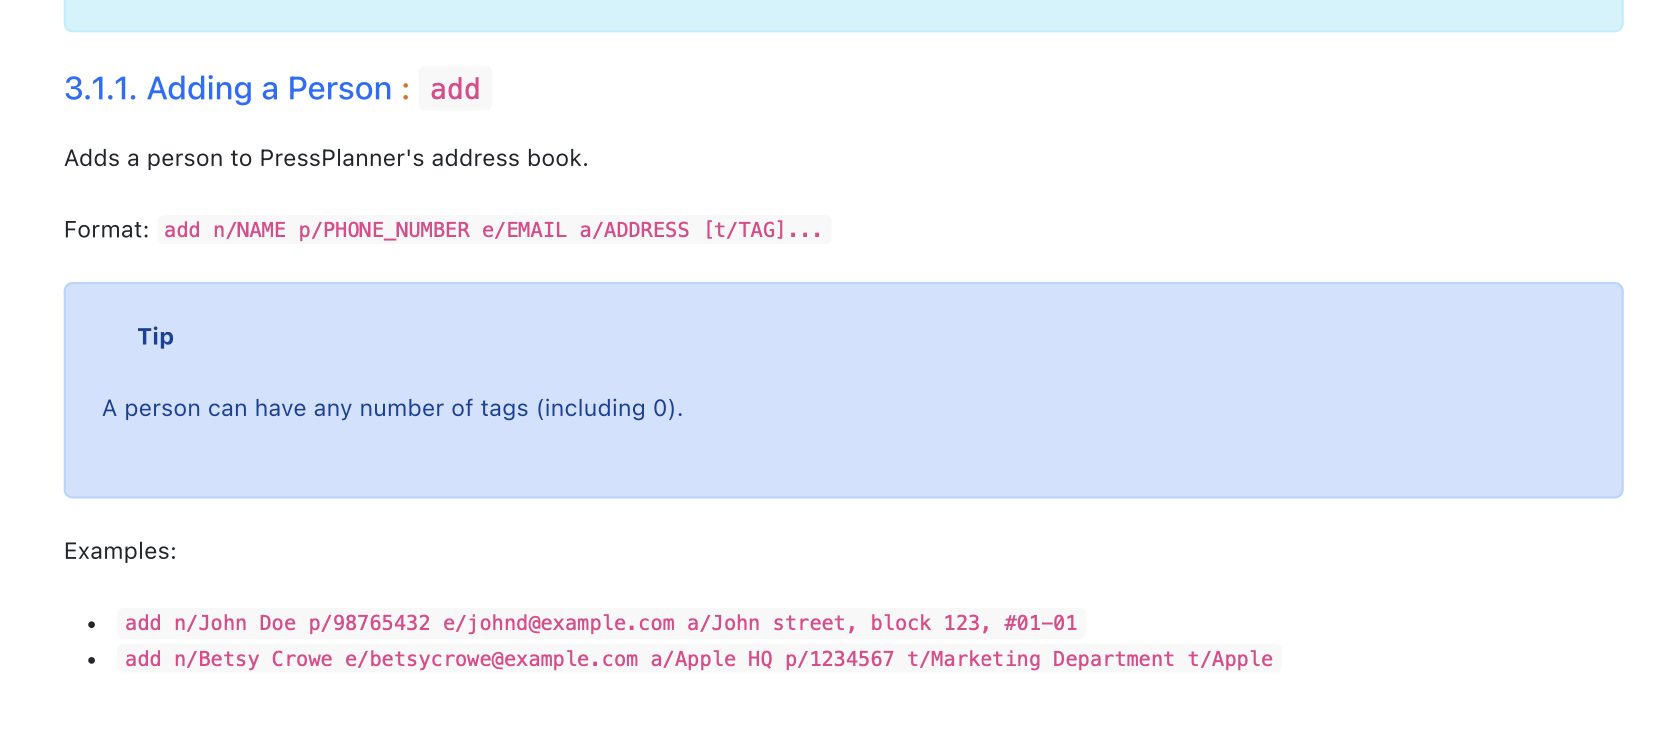 3.1.1. Adding a Person : add
Adds a person to PressPlanner's address book.
Format: add n/NAME p/PHONE_NUMBER e/EMAIL a/ADDRESS [t/TAG]...
Tip
A person can have any number of tags (including 0).
Examples:
• add n/John Doe p/98765432 e/johnd@example.com a/John street, block 123, #01-01
• add n/Betsy Crowe e/betsycrowe@example.com a/Apple HQ p/1234567 t/Marketing Department t/Apple